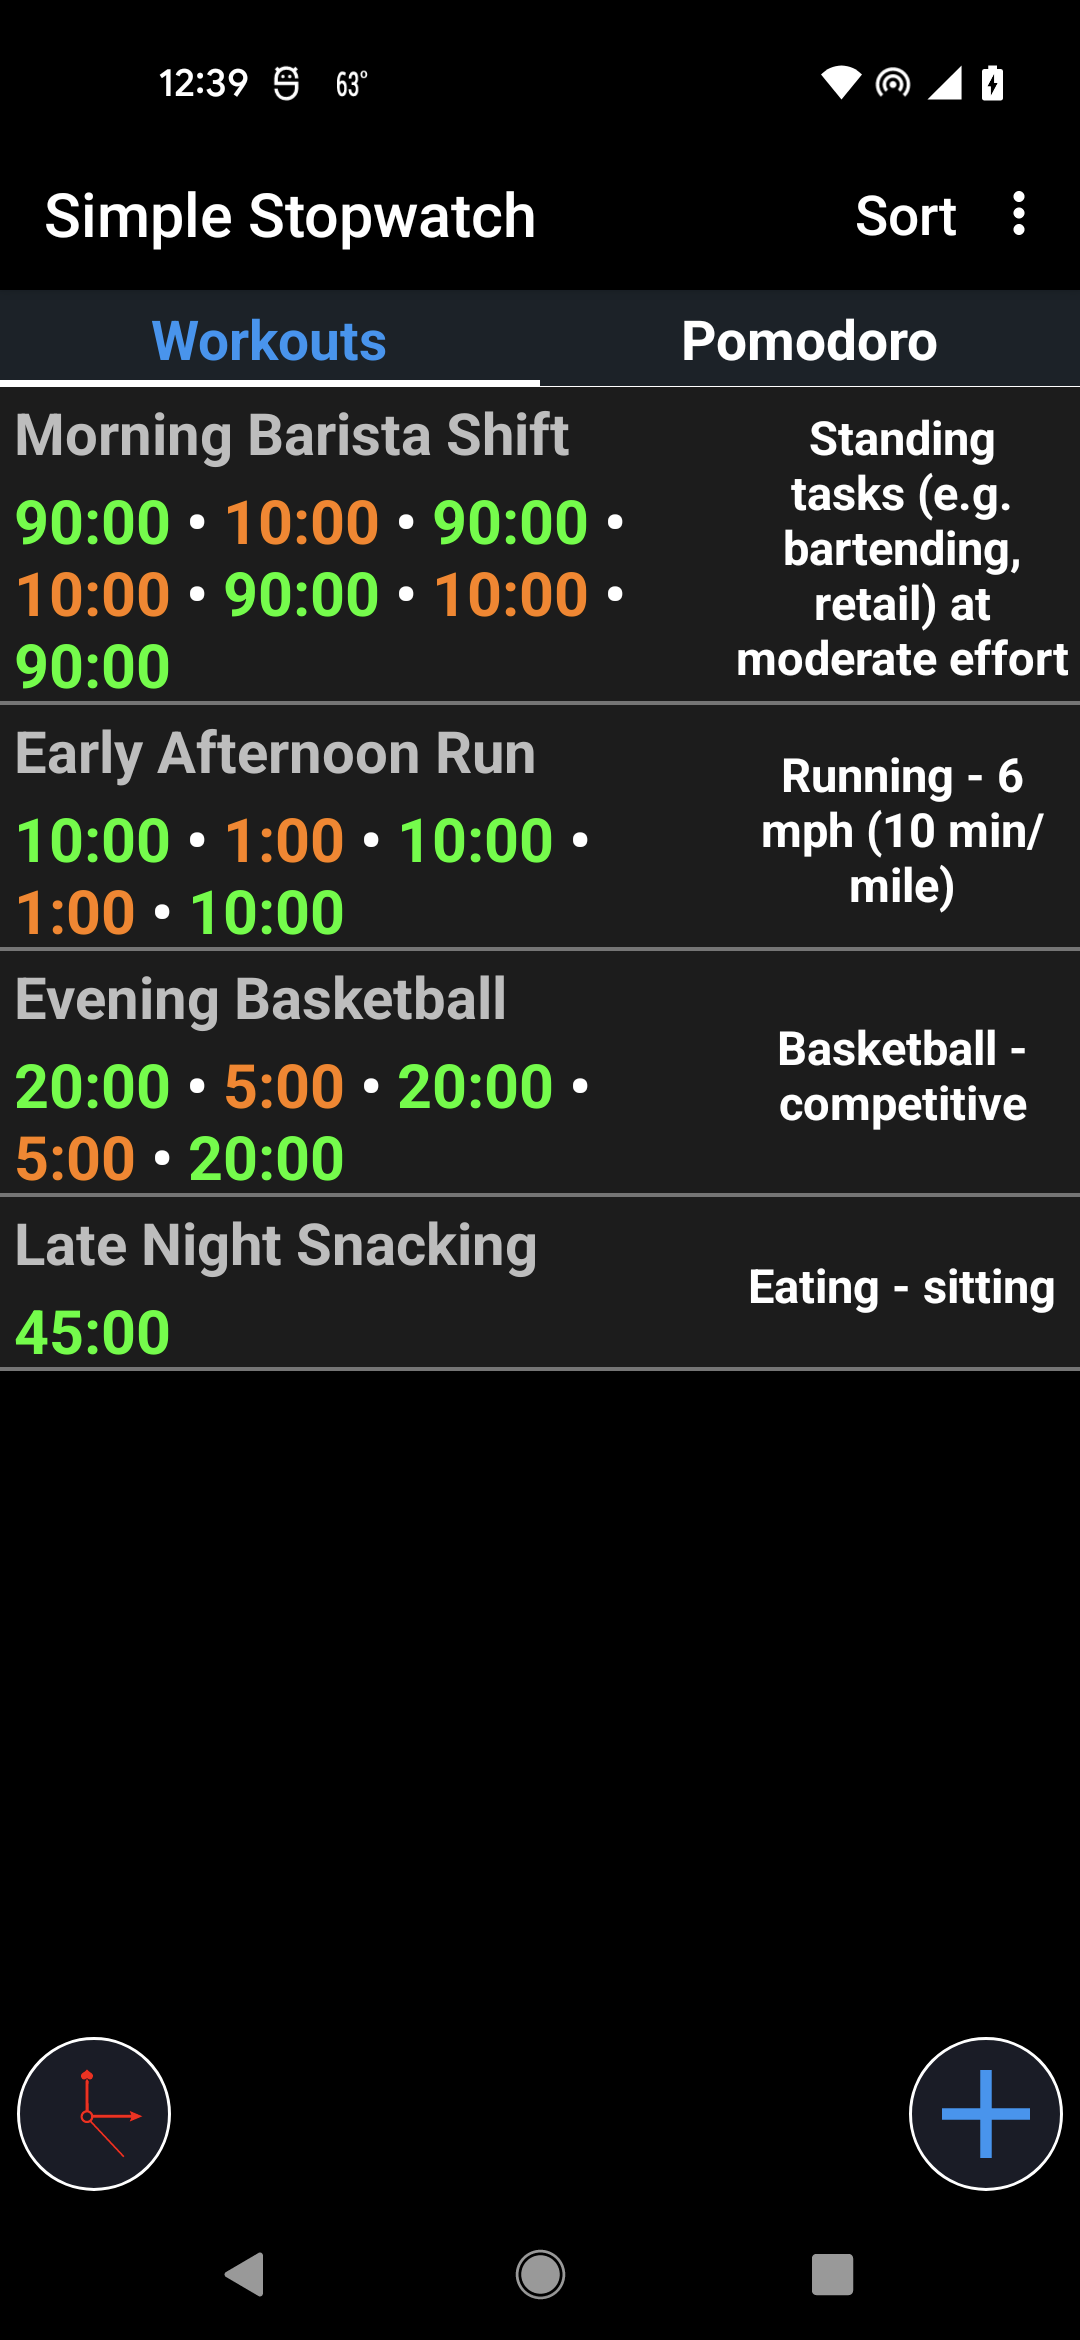 12:39 63°
Simple Stopwatch Sort
Workouts Pomodoro
Morning Barista Shift
90:00 • 10:00 • 90:00 •
10:00 • 90:00 • 10:00 •
90:00
Standing
tasks (e.g.
bartending,
retail) at
moderate effort
Early Afternoon Run
10:00 • 1:00 • 10:00 •
1:00 • 10:00
Running - 6
mph (10 min/
mile)
Evening Basketball
20:00 • 5:00 • 20:00 •
5:00 • 20:00
Basketball -
competitive
Late Night Snacking
45:00
Eating - sitting